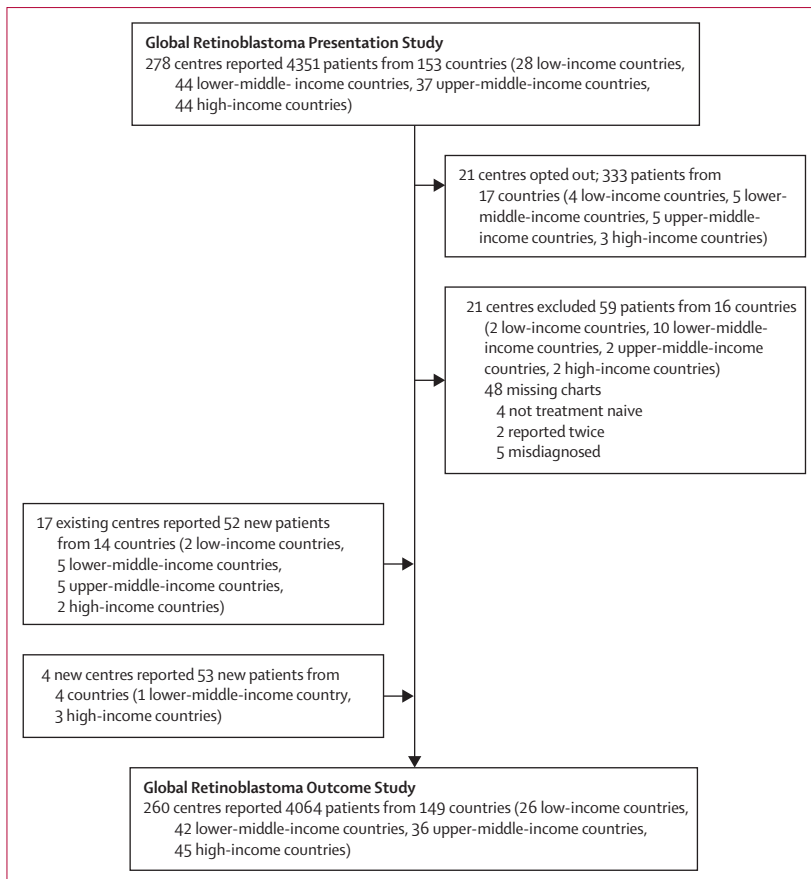 Global Retinoblastoma Presentation Study
278 centres reported 4351 patients from 153 countries (28 low-income countries,
44 lower-middle- income countries, 37 upper-middle-income countries,
44 high-income countries)
21 centres opted out; 333 patients from
17 countries (4 low-income countries, 5 lower-
middle-income countries, 5 upper-middle-
income countries, 3 high-income countries)
21 centres excluded 59 patients from 16 countries
(2 low-income countries, 10 lower-middle-
income countries, 2 upper-middle-income
countries, 2 high-income countries)
48 missing charts
4 not treatment naive
2 reported twice
5 misdiagnosed
17 existing centres reported 52 new patients
from 14 countries (2 low-income countries,
5 lower-middle-income countries,
5 upper-middle-income countries,
2 high-income countries)
4 new centres reported 53 new patients from
4 countries (1 lower-middle-income country,
3 high-income countries)
Global Retinoblastoma Outcome Study
260 centres reported 4064 patients from 149 countries (26 low-income countries,
42 lower-middle-income countries, 36 upper-middle-income countries,
45 high-income countries)